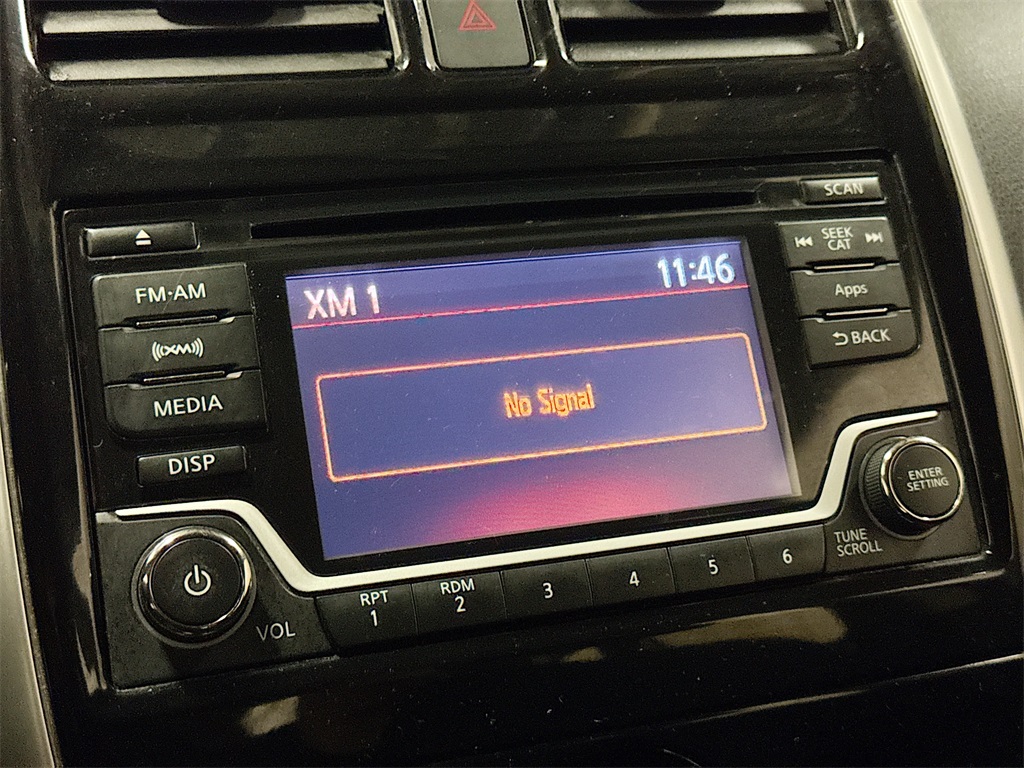 SCAN
SEEK
CAT
FM·AM
XM 1
11:46
Apps
((XM))
BACK
MEDIA
No Signal
DISP
ENTER
SETTING
TUNE
SCROLL
VOL
RPT
1
RDM
2
3
4
5
6